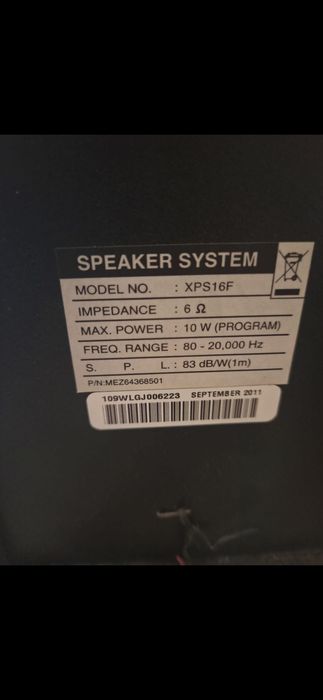 SPEAKER SYSTEM
MODEL NO. : XPS16F
IMPEDANCE : 6 Ω
MAX. POWER : 10 W (PROGRAM)
FREQ. RANGE : 80 - 20,000 Hz
S. P. L. : 83 dB/W(1m)
P/N:MEZ64368501
109WLGJ006223 SEPTEMBER 2011